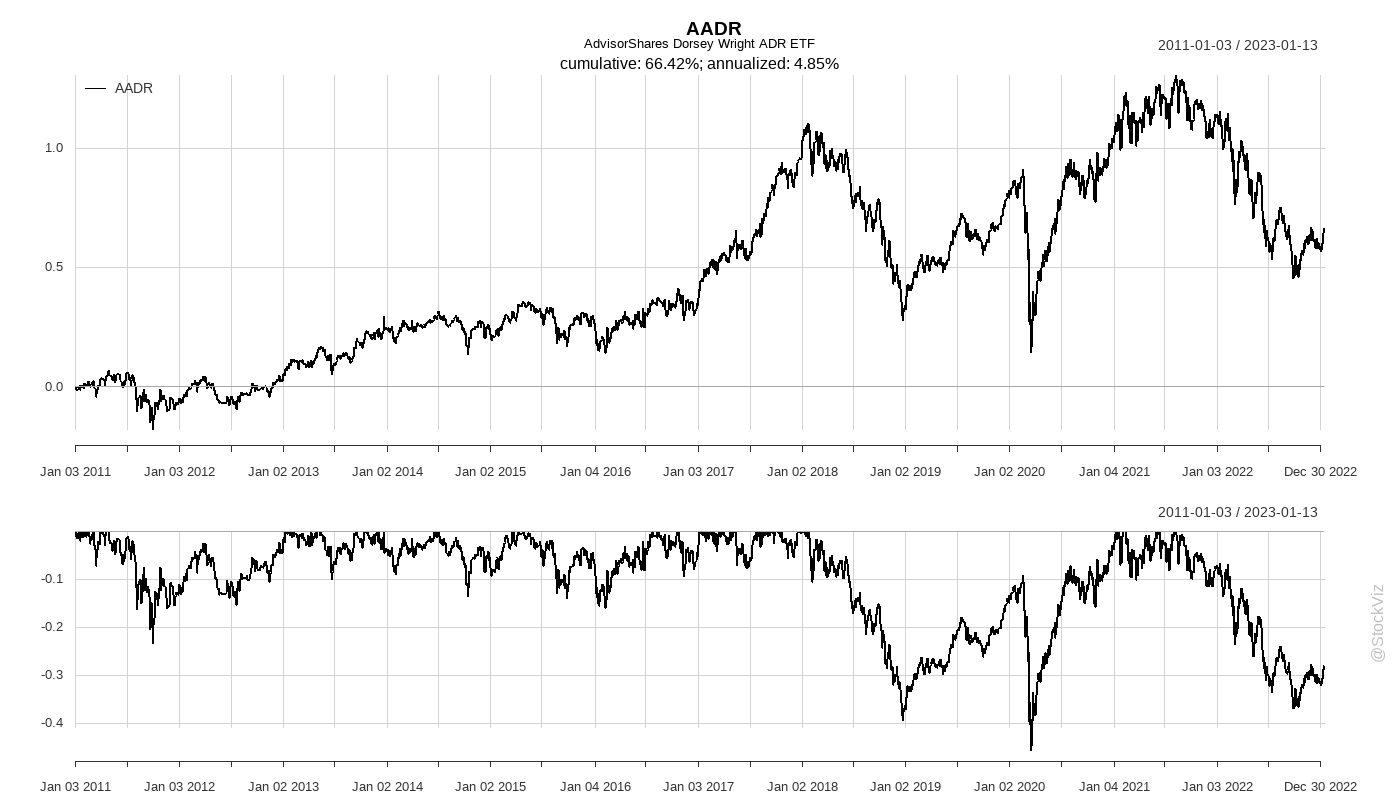 AADR
AdvisorShares Dorsey Wright ADR ETF
cumulative: 66.42%; annualized: 4.85%
2011-01-03 / 2023-01-13
AADR
1.0
0.5
0.0
Jan 03 2011 Jan 03 2012 Jan 02 2013 Jan 02 2014 Jan 02 2015 Jan 04 2016 Jan 03 2017 Jan 02 2018 Jan 02 2019 Jan 02 2020 Jan 04 2021 Jan 03 2022 Dec 30 2022
2011-01-03 / 2023-01-13
-0.1
-0.2
-0.3
-0.4
Jan 03 2011 Jan 03 2012 Jan 02 2013 Jan 02 2014 Jan 02 2015 Jan 04 2016 Jan 03 2017 Jan 02 2018 Jan 02 2019 Jan 02 2020 Jan 04 2021 Jan 03 2022 Dec 30 2022
@StockViz